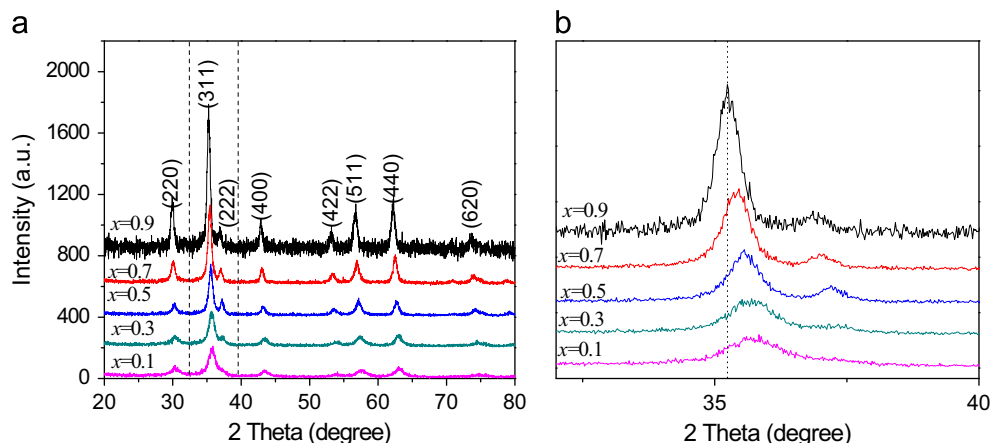 a
Intensity (a.u.)
2000
1600
1200
800
400
0
(220)
(311)
(222)
(400)
(422)
(511)
(440)
(620)
x=0.9
x=0.7
x=0.5
x=0.3
x=0.1
20 30 40 50 60 70 80
2 Theta (degree)
b
x=0.9
x=0.7
x=0.5
x=0.3
x=0.1
35 40
2 Theta (degree)